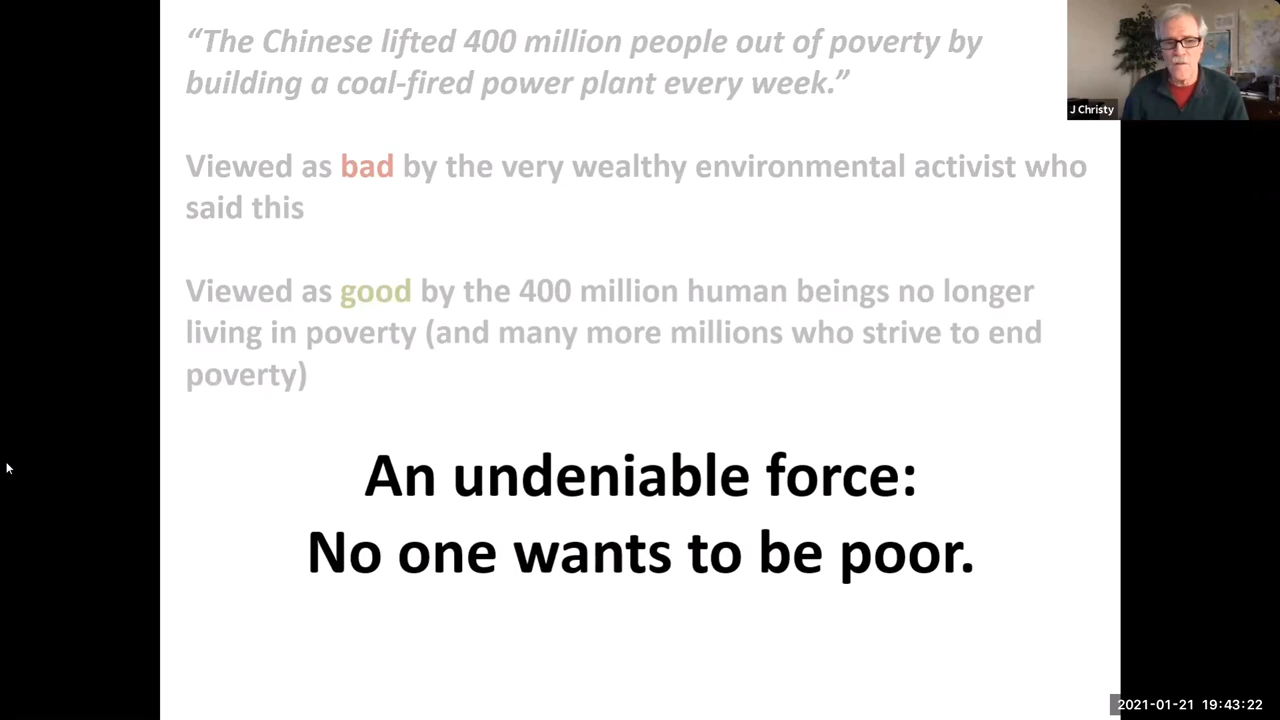 “The Chinese lifted 400 million people out of poverty by
building a coal-fired power plant every week.”
Viewed as bad by the very wealthy environmental activist who
said this
Viewed as good by the 400 million human beings no longer
living in poverty (and many more millions who strive to end
poverty)
An undeniable force:
No one wants to be poor.
J Christy
2021-01-21 19:43:22